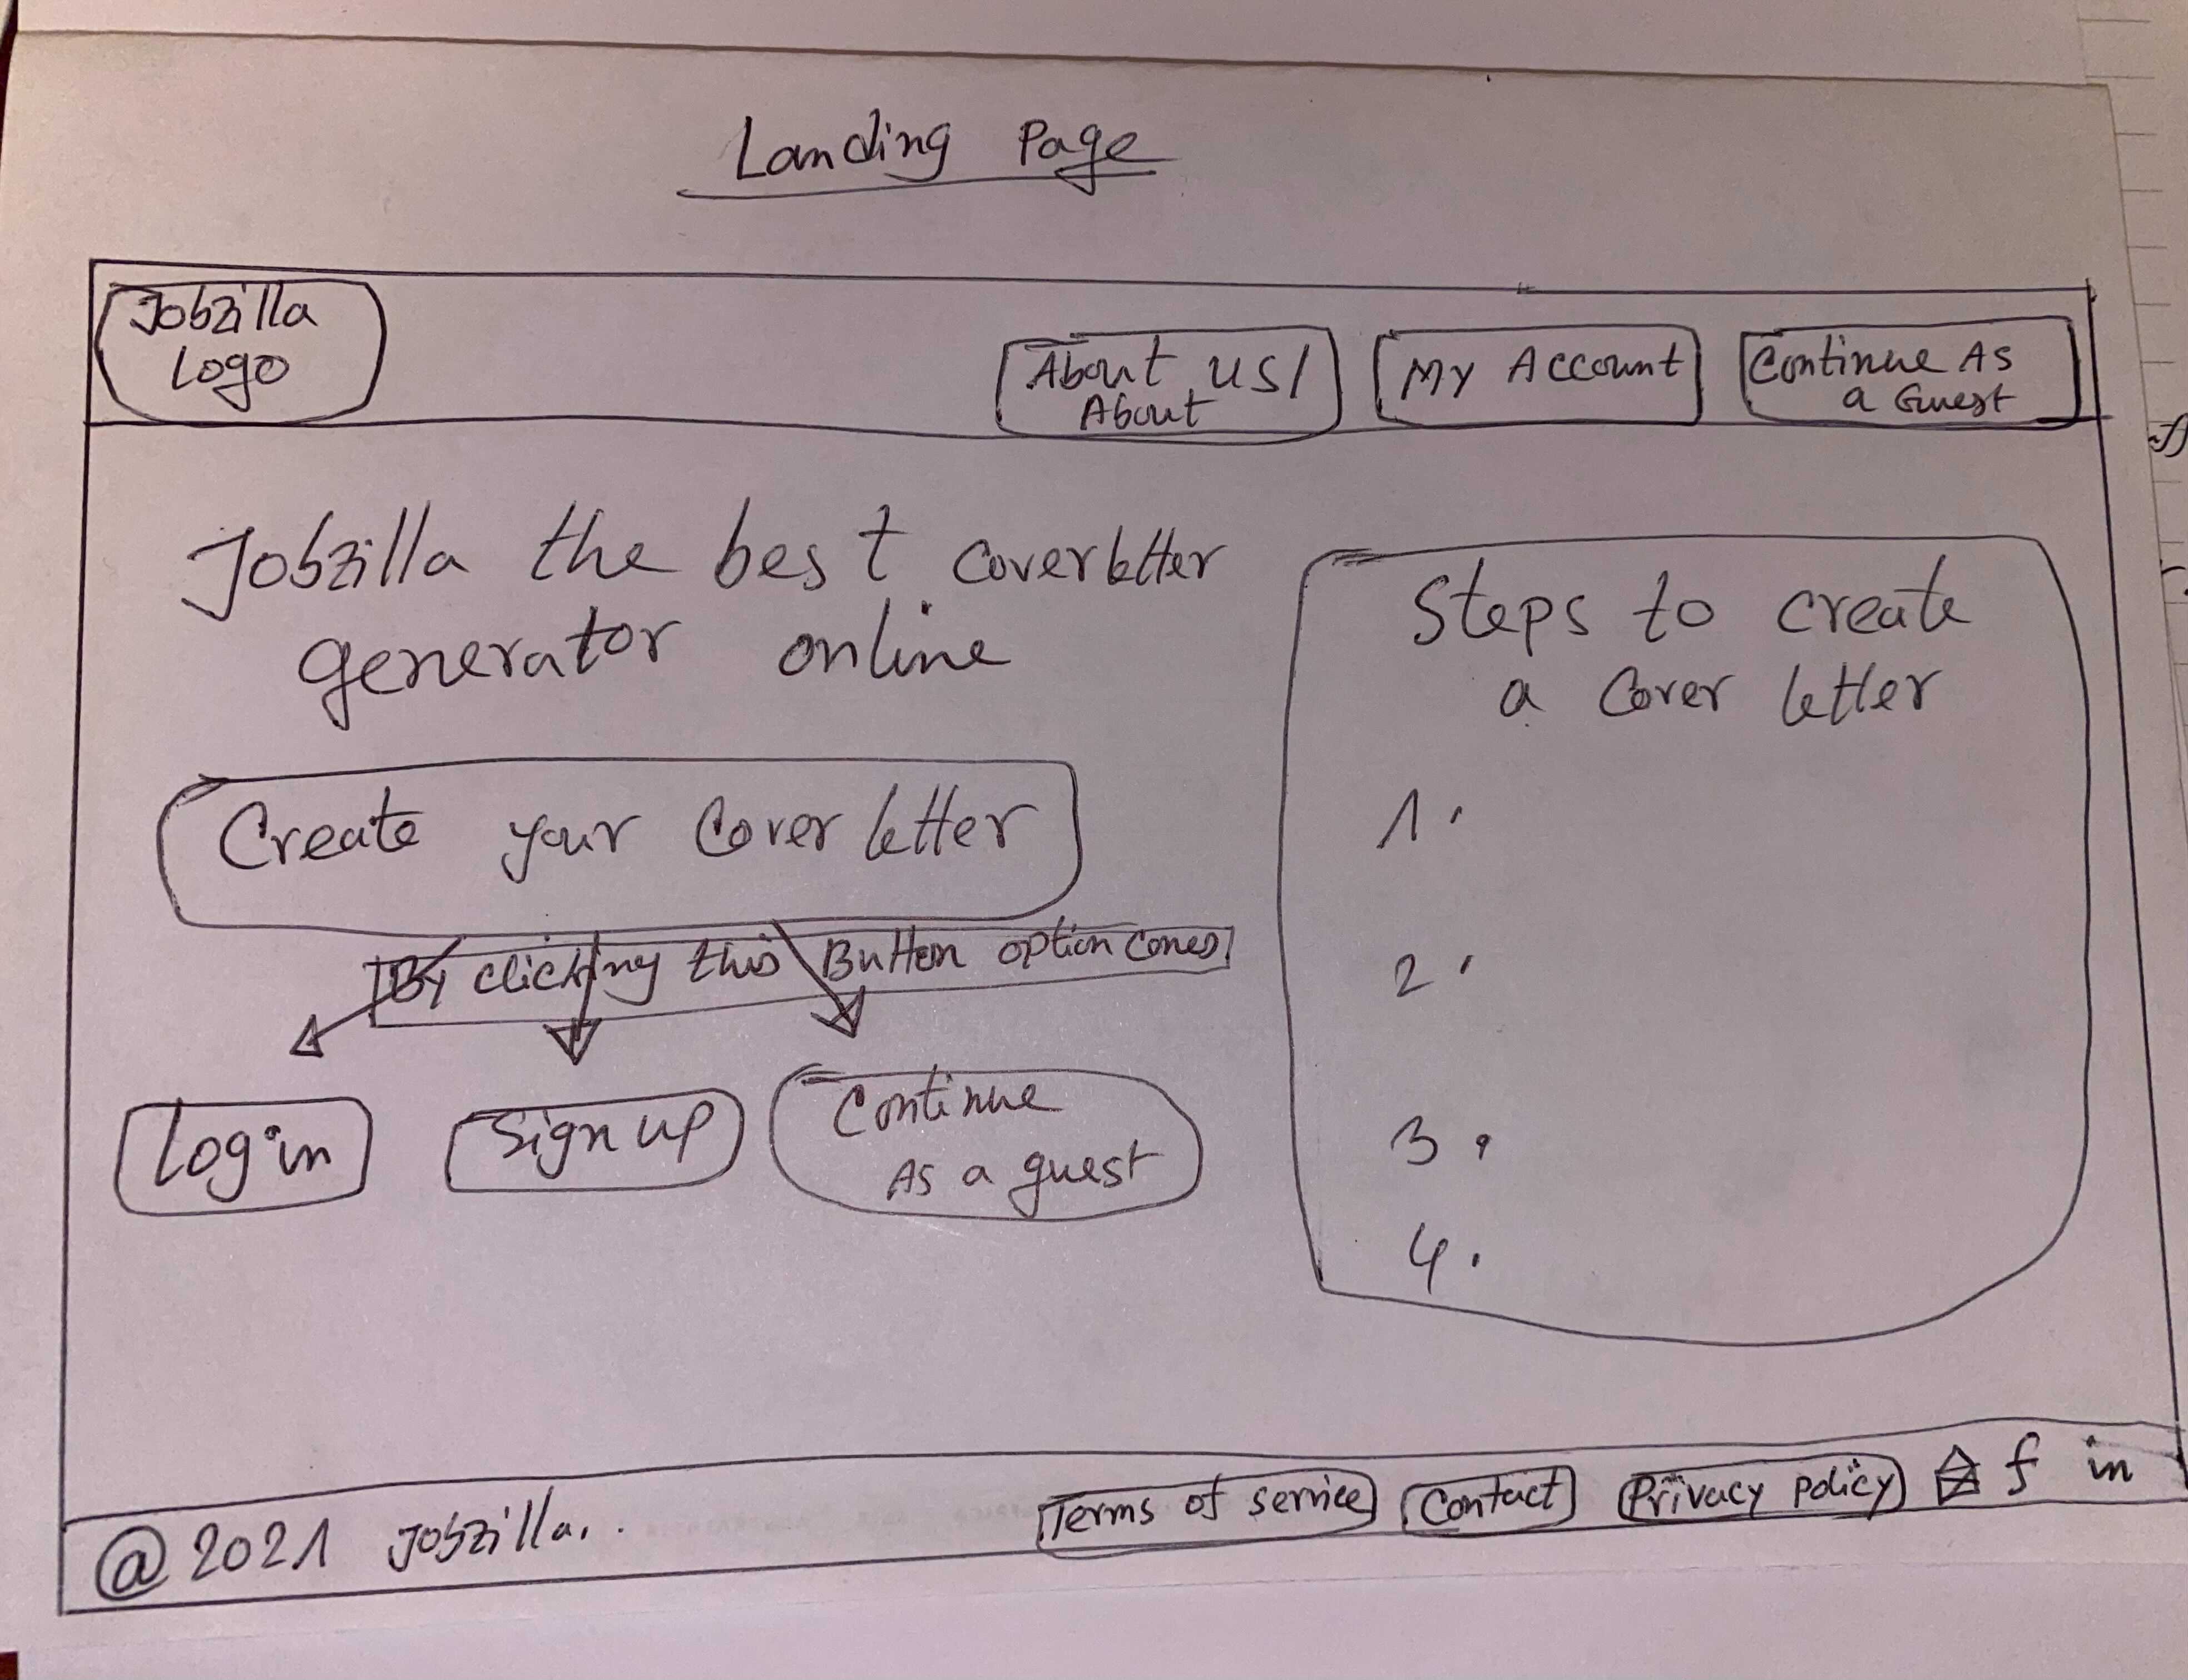 Landing Page
Jobzilla
Logo
About us/
About
My Account
Continue As
a Guest
Jobzilla the best coverletter
generator online
Steps to create
a cover letter
1.
2.
3.
4.
Create your Cover letter
By clicking this Button option comes
Login
Sign up
Continue
As a guest
@ 2021 Jobzilla..
Terms of service
Contact
Privacy policy
f in